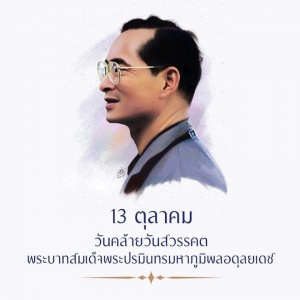 13 ตุลาคม
วันคล้ายวันสวรรคต
พระบาทสมเด็จพระปรมินทรมหาภูมิพลอดุลยเดช